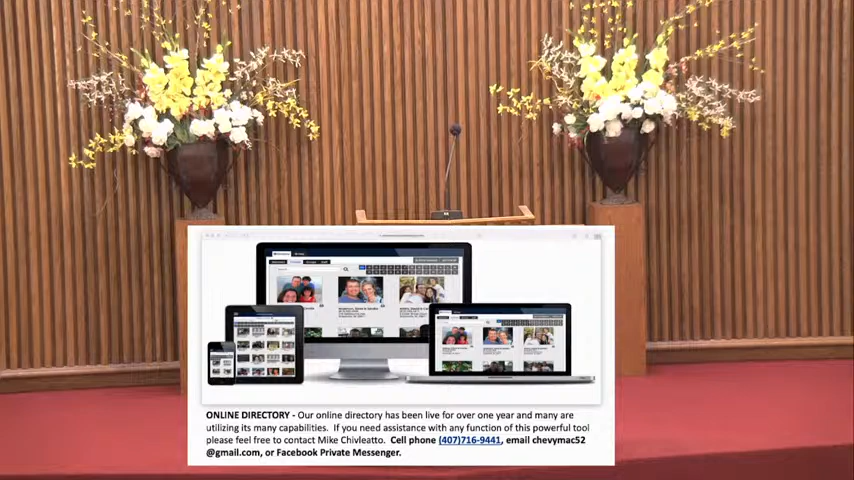 ONLINE DIRECTORY - Our online directory has been live for over one year and many are
utilizing its many capabilities. If you need assistance with any function of this powerful tool
please feel free to contact Mike Chivleatto. Cell phone (407)716-9441, email chevymac52
@gmail.com, or Facebook Private Messenger.